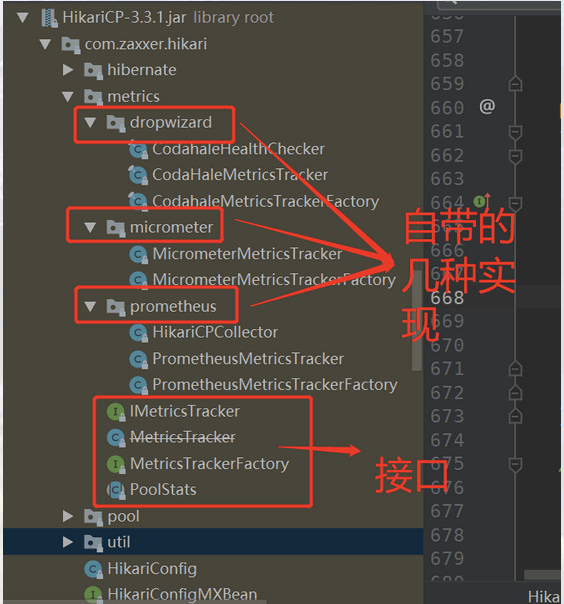 HikariCP-3.3.1.jar library root
com.zaxxer.hikari
hibernate
metrics
dropwizard
CodahaleHealthChecker
CodaHaleMetricsTracker
CodahaleMetricsTrackerFactory
micrometer
MicrometerMetricsTracker
MicrometerMetricsTrackerFactory
prometheus
HikariCPCollector
PrometheusMetricsTracker
PrometheusMetricsTrackerFactory
IMetricsTracker
MetricsTracker
MetricsTrackerFactory
PoolStats
pool
util
HikariConfig
HikariConfigMXBean
自带的
几种实
现
接口
657
658
659
660 @
661
662
663
664
666
668
669
670
671
672
673
674
675
676
677
678
679
Hika